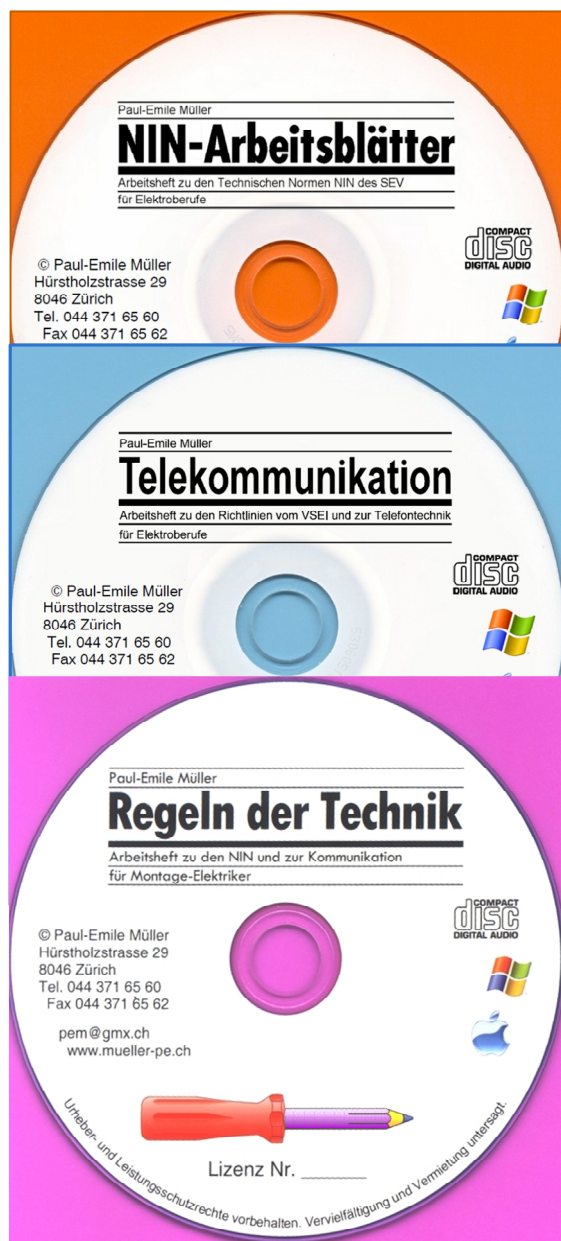 Paul-Emile Müller
NIN-Arbeitsblätter
Arbeitsheft zu den Technischen Normen NIN des SEV
für Elektroberufe
COMPACT
disc
DIGITAL AUDIO
© Paul-Emile Müller
Hürstholzstrasse 29
8046 Zürich
Tel. 044 371 65 60
Fax 044 371 65 62
Paul-Emile Müller
Telekommunikation
Arbeitsheft zu den Richtlinien vom VSEI und zur Telefontechnik
für Elektroberufe
COMPACT
disc
DIGITAL AUDIO
© Paul-Emile Müller
Hürstholzstrasse 29
8046 Zürich
Tel. 044 371 65 60
Fax 044 371 65 62
Paul-Emile Müller
Regeln der Technik
Arbeitsheft zu den NIN und zur Kommunikation
für Montage-Elektriker
COMPACT
disc
DIGITAL AUDIO
© Paul-Emile Müller
Hürstholzstrasse 29
8046 Zürich
Tel. 044 371 65 60
Fax 044 371 65 62
pem@gmx.ch
www.mueller-pe.ch
Lizenz Nr.
Urheber- und Leistungsschutzrechte vorbehalten. Vervielfältigung und Vermietung untersagt.